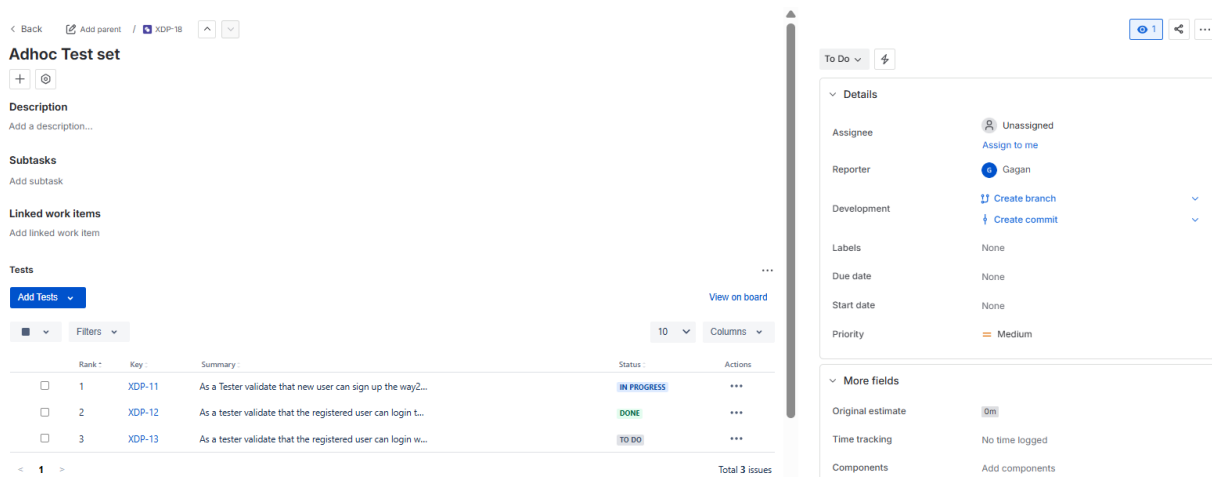 Back Add parent / XDP-18
Adhoc Test set
Description
Add a description...
Subtasks
Add subtask
Linked work items
Add linked work item
Tests
Add Tests
View on board
Filters
10
Columns
Rank Key Summary Status Actions
1 XDP-11 As a Tester validate that new user can sign up the way2... IN PROGRESS
2 XDP-12 As a tester validate that the registered user can login t... DONE
3 XDP-13 As a tester validate that the registered user can login w... TO DO
< 1 >
Total 3 issues
1
To Do
Details
Assignee
Unassigned
Assign to me
Reporter
G Gagan
Development
Create branch
Create commit
Labels
None
Due date
None
Start date
None
Priority
Medium
More fields
Original estimate
0m
Time tracking
No time logged
Components
Add components